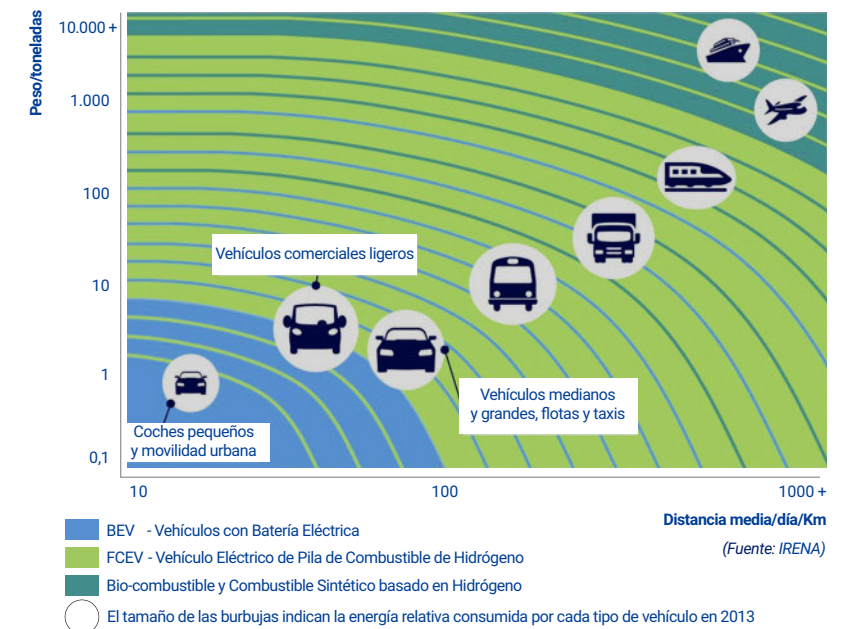 Peso/toneladas
10.000 +
1.000
100
10
1
0,1
Vehículos comerciales ligeros
Vehículos medianos
y grandes, flotas y taxis
Coches pequeños
y movilidad urbana
10
100
1000 +
Distancia media/día/Km
(Fuente: IRENA)
BEV - Vehículos con Batería Eléctrica
FCEV - Vehículo Eléctrico de Pila de Combustible de Hidrógeno
Bio-combustible y Combustible Sintético basado en Hidrógeno
El tamaño de las burbujas indican la energía relativa consumida por cada tipo de vehículo en 2013